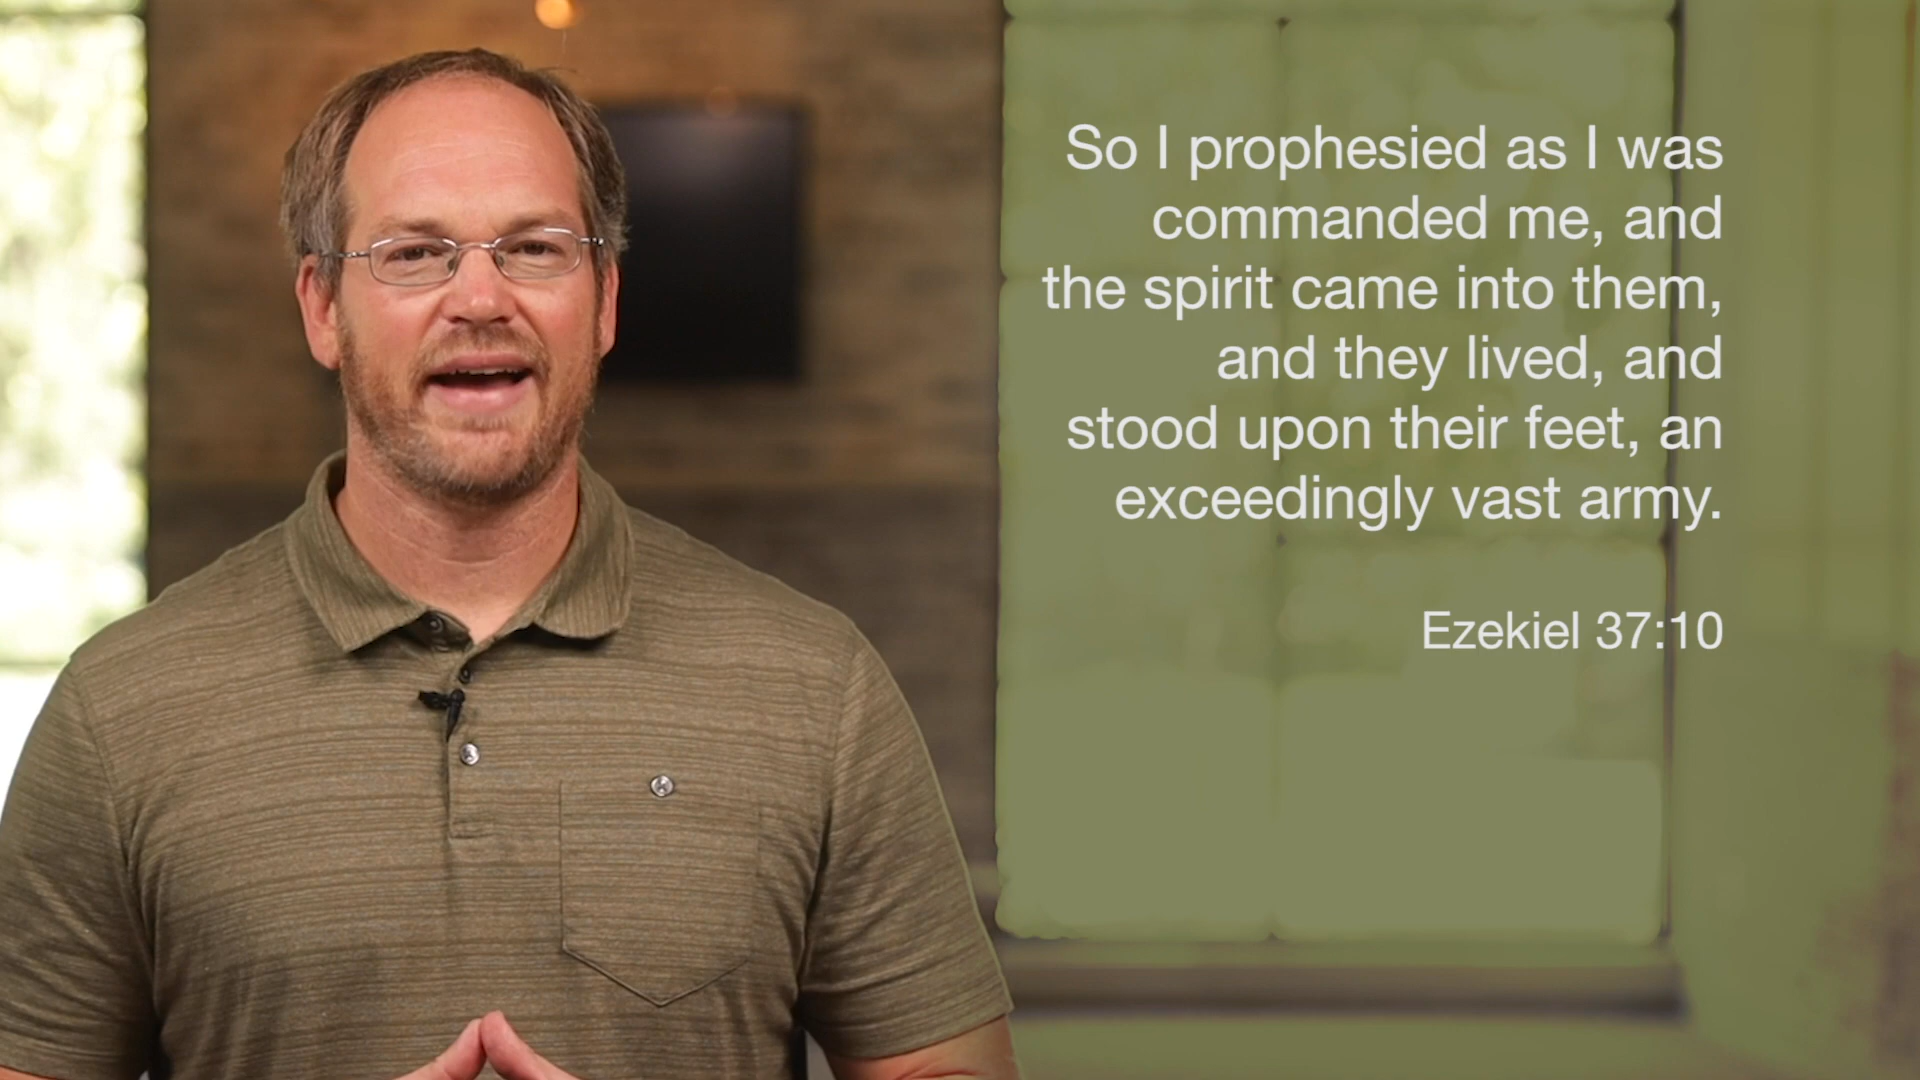 So I prophesied as I was
commanded me, and
the spirit came into them,
and they lived, and
stood upon their feet, an
exceedingly vast army.
Ezekiel 37:10